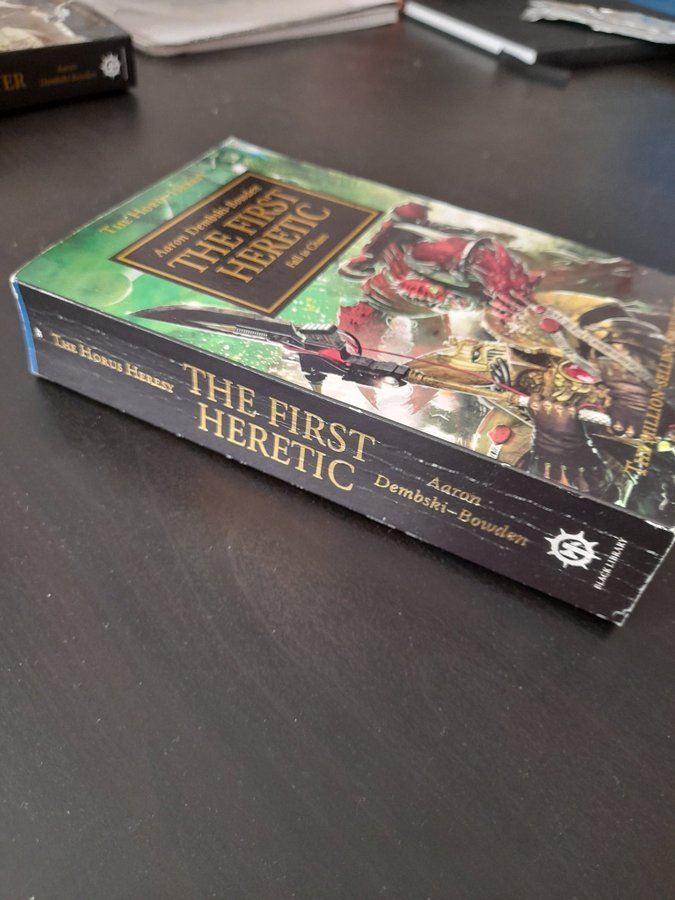 TER
Aaron
Dembski-Bowden
THE HORUS HERESY
Aaron Dembski-Bowden
THE FIRST
HERETIC
Fall to Chaos
THE HORUS HERESY
THE FIRST
HERETIC
Aaron
Dembski-Bowden
BLACK LIBRARY